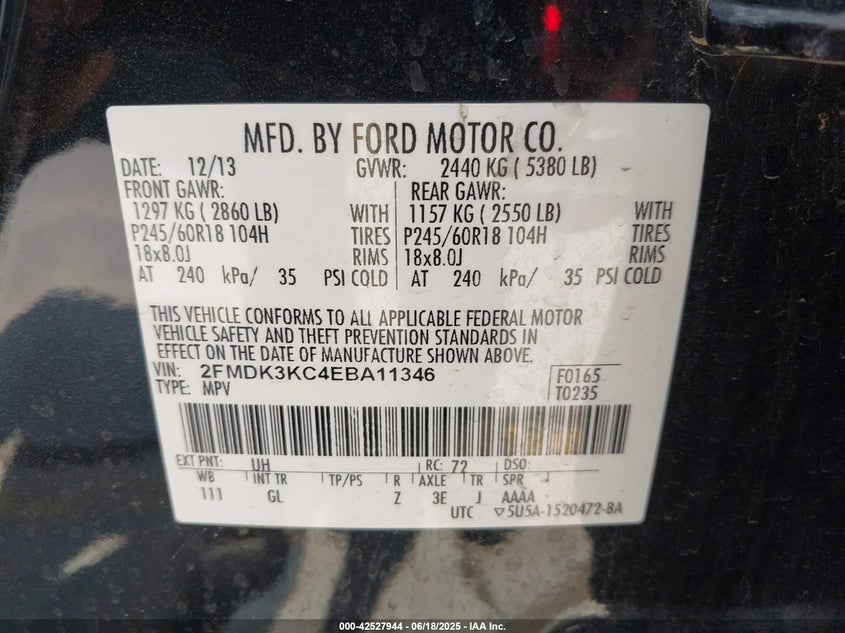 MFD. BY FORD MOTOR CO.
DATE: 12/13 GVWR: 2440 KG ( 5380 LB)
FRONT GAWR: REAR GAWR:
1297 KG ( 2860 LB) WITH 1157 KG ( 2550 LB) WITH
P245/60R18 104H TIRES P245/60R18 104H TIRES
18x8.0J RIMS 18x8.0J RIMS
AT 240 kPa/ 35 PSI COLD AT 240 kPa/ 35 PSI COLD
THIS VEHICLE CONFORMS TO ALL APPLICABLE FEDERAL MOTOR
VEHICLE SAFETY AND THEFT PREVENTION STANDARDS IN
EFFECT ON THE DATE OF MANUFACTURE SHOWN ABOVE.
VIN: 2FMDK3KC4EBA11346 F0165
TYPE: MPV T0235
EXT PNT: UH RC: 72 DSO:
WB INT TR TP/PS R AXLE TR SPR
111 GL Z 3E J AAAA
UTC ▽5U5A-1520472-BA
000-42527944 - 06/18/2025 - IAA Inc.